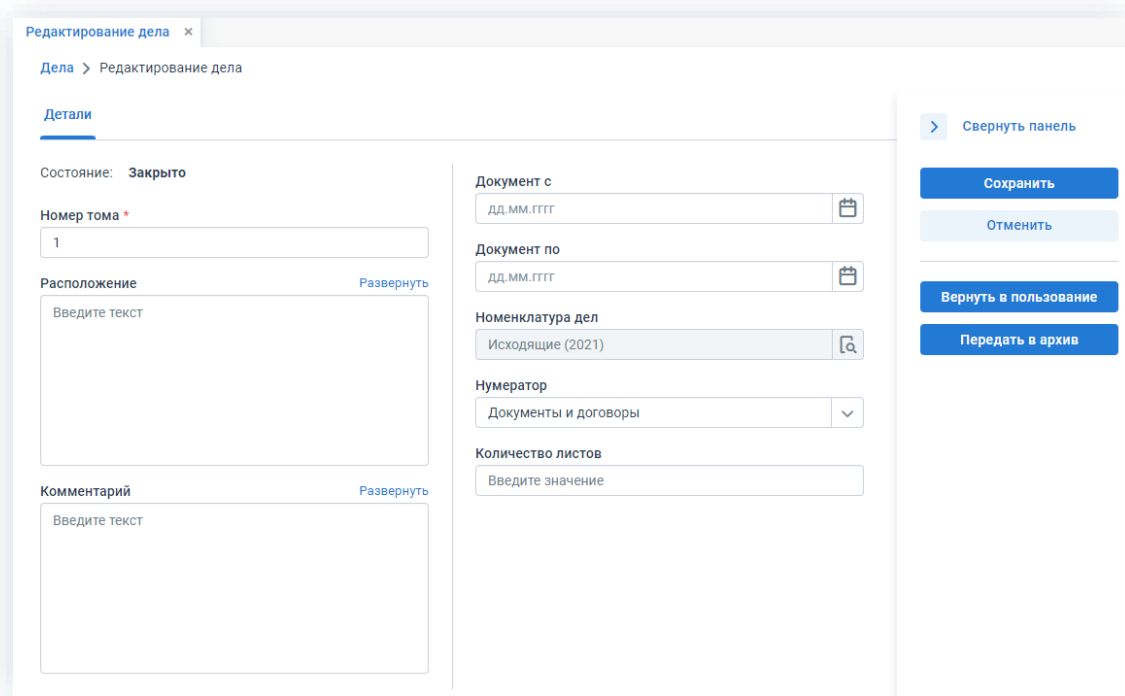 Редактирование дела ×
Дела > Редактирование дела
Детали
Состояние: Закрыто
Номер тома *
1
Расположение Развернуть
Введите текст
Комментарий Развернуть
Введите текст
Документ с
дд.мм.гггг
Документ по
дд.мм.гггг
Номенклатура дел
Исходящие (2021)
Нумератор
Документы и договоры
Количество листов
Введите значение
Свернуть панель
Сохранить
Отменить
Вернуть в пользование
Передать в архив